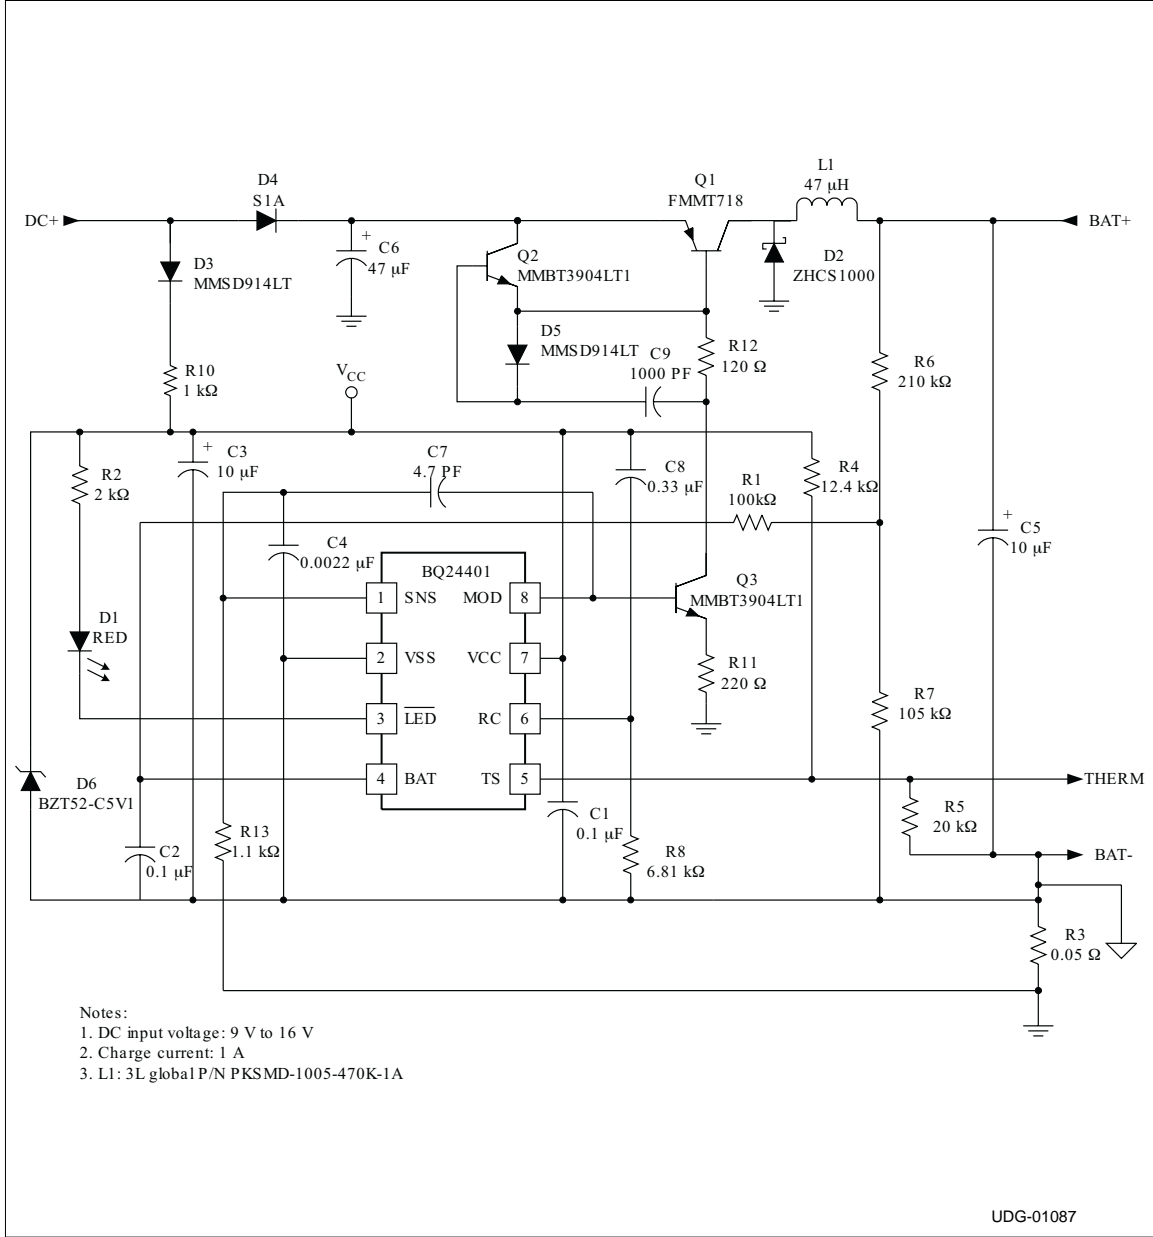 L1
47 μH
D4
S1A
Q1
FMMT718
DC+
BAT+
C6
47 μF
+
D3
MMSD914LT
Q2
MMBT3904LT1
D2
ZHCS1000
D5
MMSD914LT
C9
1000 PF
R12
120 Ω
R6
210 kΩ
R10
1 kΩ
VCC
R2
2 kΩ
+
C3
10 μF
C7
4.7 PF
C8
0.33 μF
R4
12.4 kΩ
R1
100kΩ
+
C5
10 μF
C4
0.0022 μF
BQ24401
1 SNS MOD 8
2 VSS VCC 7
3 LED RC 6
4 BAT TS 5
Q3
MMBT3904LT1
D1
RED
R11
220 Ω
R7
105 kΩ
THERM
D6
BZT52-C5V1
R5
20 kΩ
C1
0.1 μF
R13
1.1 kΩ
C2
0.1 μF
R8
6.81 kΩ
BAT-
R3
0.05 Ω
Notes:
1. DC input voltage: 9 V to 16 V
2. Charge current: 1 A
3. L1: 3L global P/N PKSMD-1005-470K-1A
UDG-01087